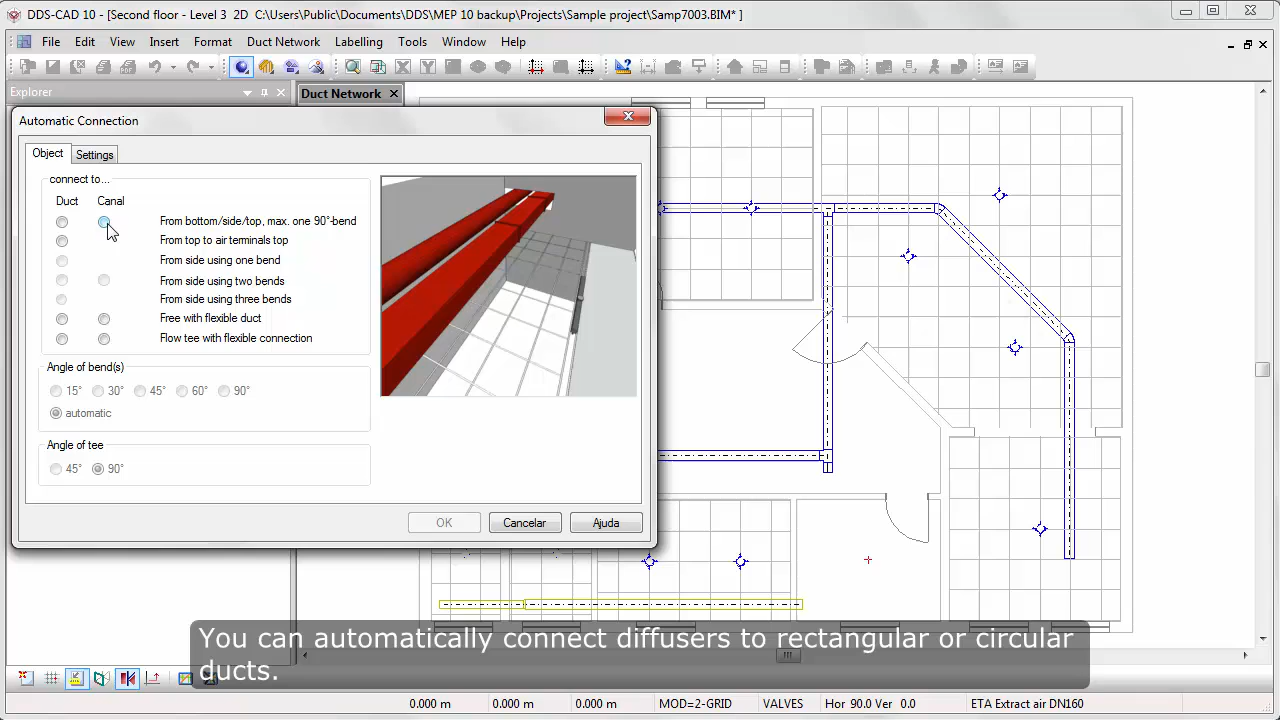 DDS-CAD 10 - [Second floor - Level 3  2D  C:\Users\Public\Documents\DDS\MEP 10 backup\Projects\Sample project\Samp7003.BIM* ]
File Edit View Insert Format Duct Network Labelling Tools Window Help
Explorer
Duct Network
Automatic Connection
Object Settings
connect to...
Duct Canal
From bottom/side/top, max. one 90°-bend
From top to air terminals top
From side using one bend
From side using two bends
From side using three bends
Free with flexible duct
Flow tee with flexible connection
Angle of bend(s)
15° 30° 45° 60° 90°
automatic
Angle of tee
45° 90°
OK Cancelar Ajuda
You can automatically connect diffusers to rectangular or circular
ducts.
0.000 m 0.000 m 0.000 m MOD=2-GRID VALVES Hor 90.0 Ver 0.0 ETA Extract air DN160